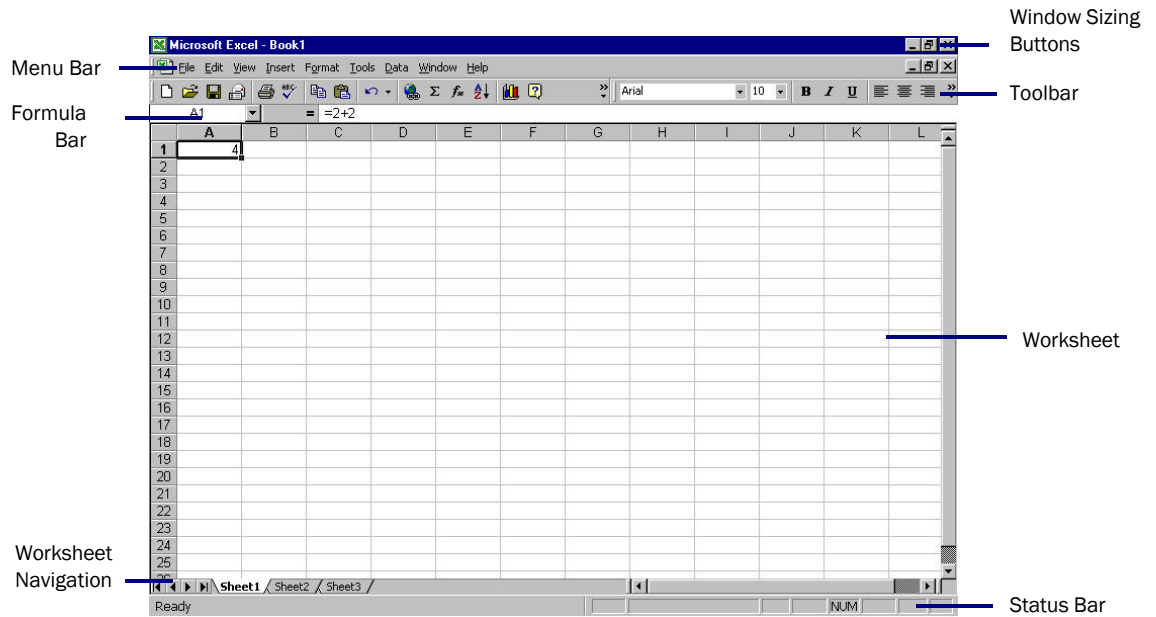 Window Sizing
Buttons
Microsoft Excel - Book1
Menu Bar
File Edit View Insert Format Tools Data Window Help
Arial 10 B I U
Toolbar
Formula
Bar
A1 = =2+2
A B C D E F G H I J K L
1 4
2
3
4
5
6
7
8
9
10
11
12
Worksheet
13
14
15
16
17
18
19
20
21
22
23
24
25
26
Worksheet
Navigation
Sheet1 Sheet2 Sheet3
Ready NUM
Status Bar